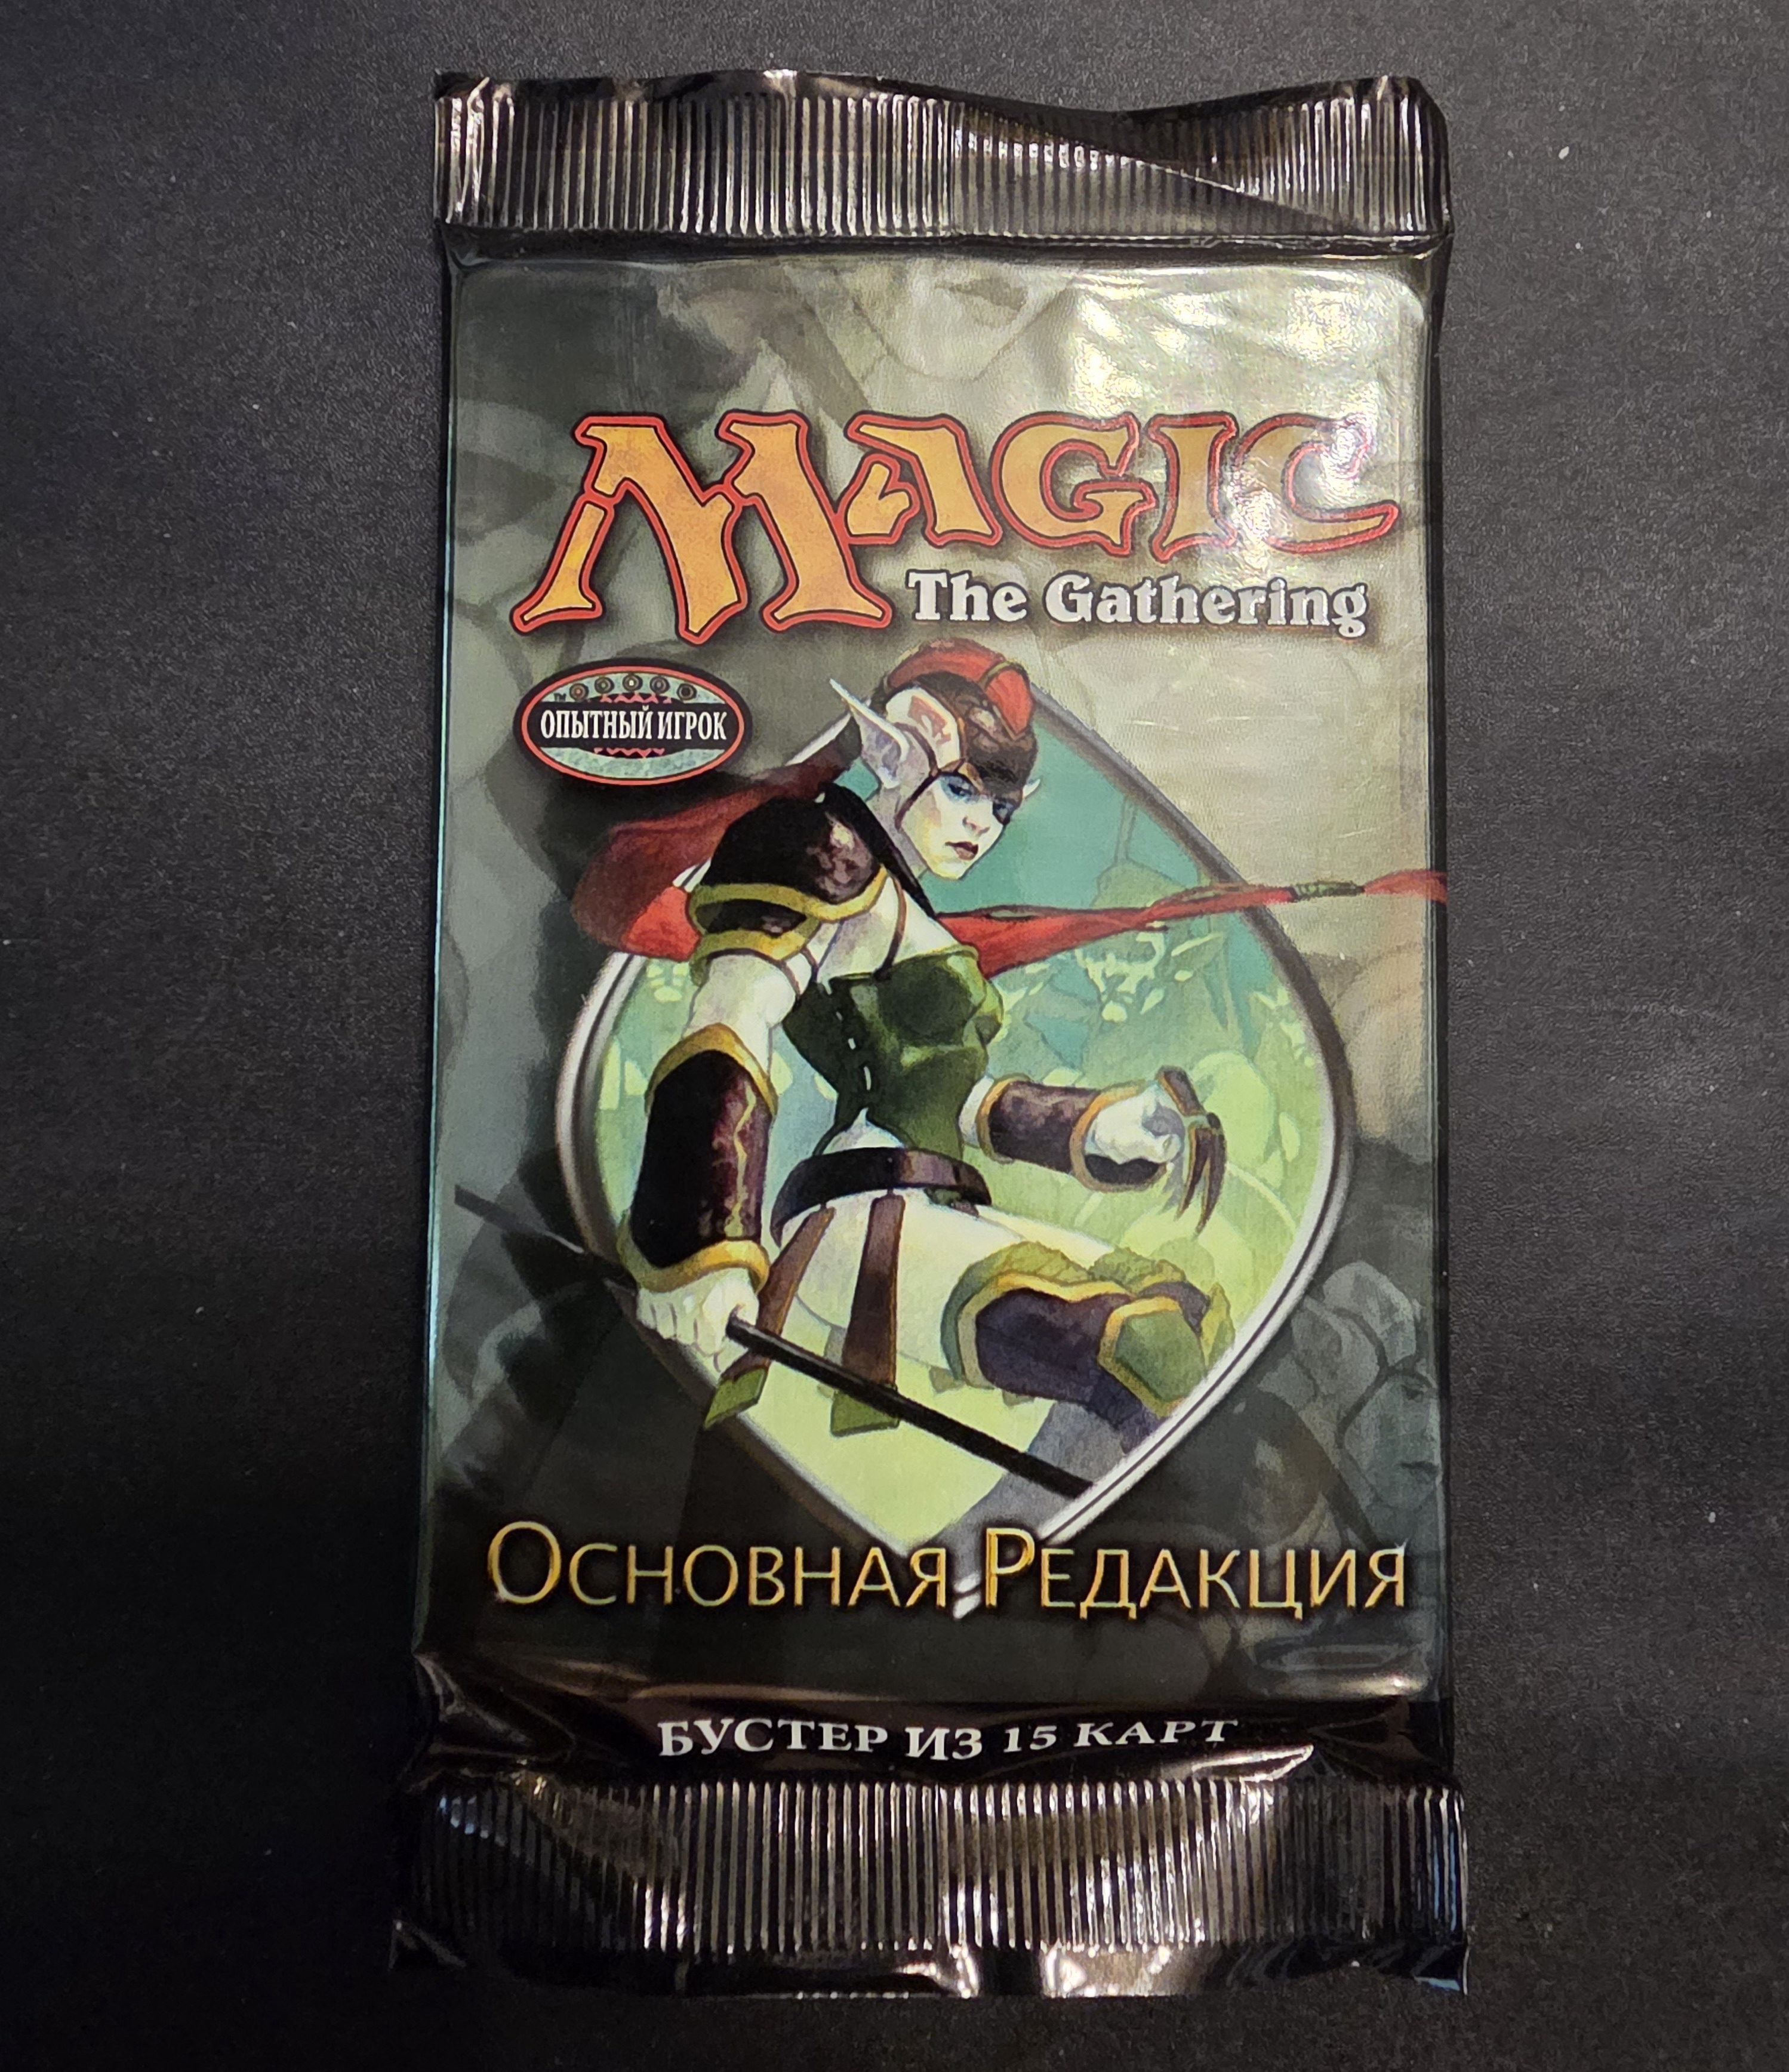 MAGIC
The Gathering
ОПЫТНЫЙ ИГРОК
ОСНОВНАЯ РЕДАКЦИЯ
БУСТЕР ИЗ 15 КАРТ